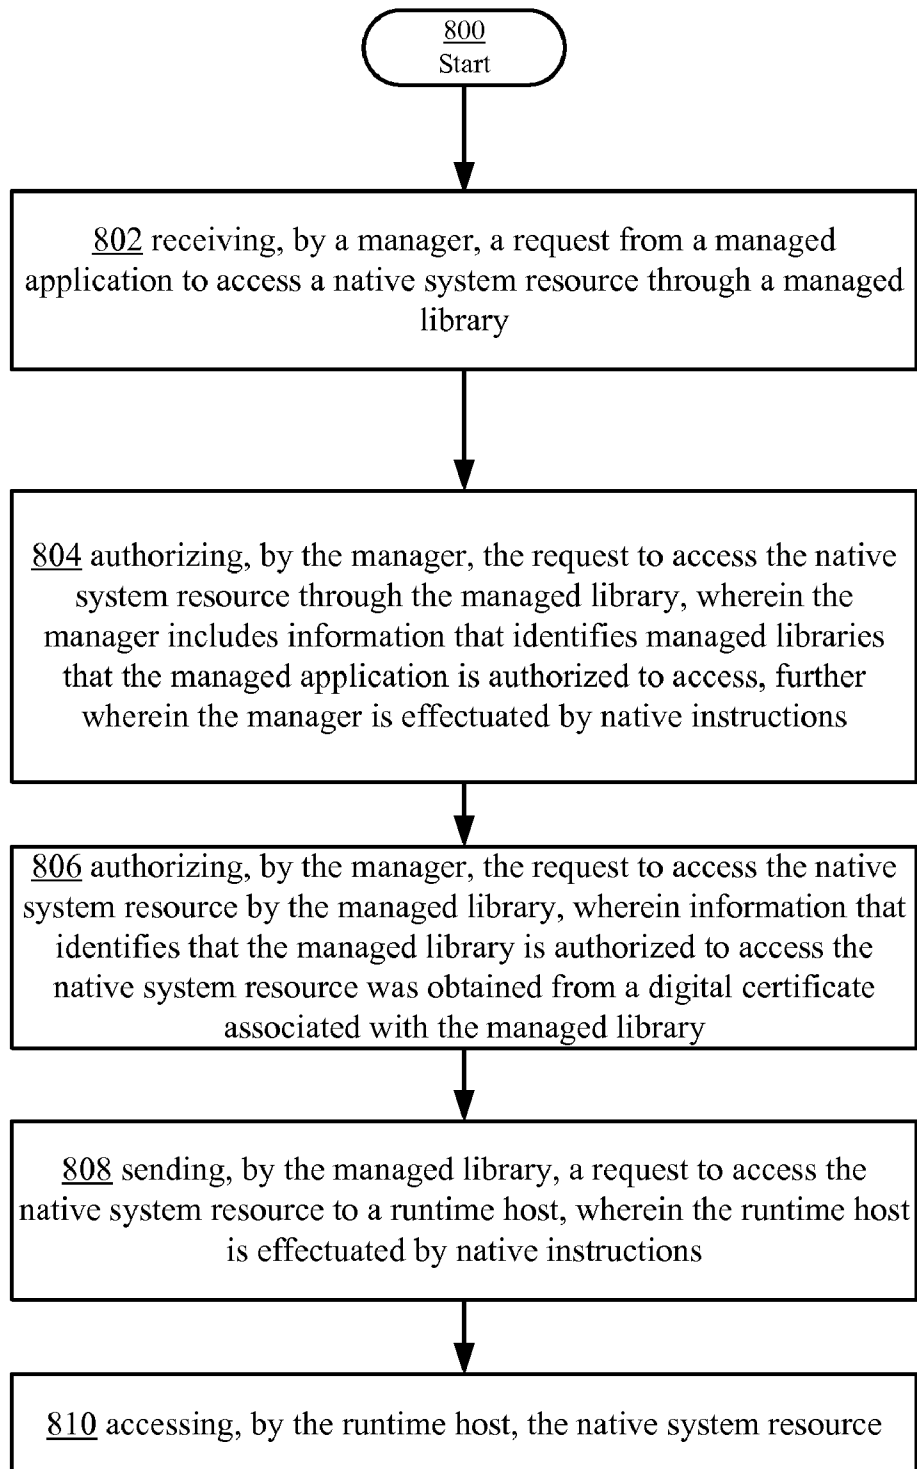 800
Start
802 receiving, by a manager, a request from a managed
application to access a native system resource through a managed
library
804 authorizing, by the manager, the request to access the native
system resource through the managed library, wherein the
manager includes information that identifies managed libraries
that the managed application is authorized to access, further
wherein the manager is effectuated by native instructions
806 authorizing, by the manager, the request to access the native
system resource by the managed library, wherein information that
identifies that the managed library is authorized to access the
native system resource was obtained from a digital certificate
associated with the managed library
808 sending, by the managed library, a request to access the
native system resource to a runtime host, wherein the runtime host
is effectuated by native instructions
810 accessing, by the runtime host, the native system resource